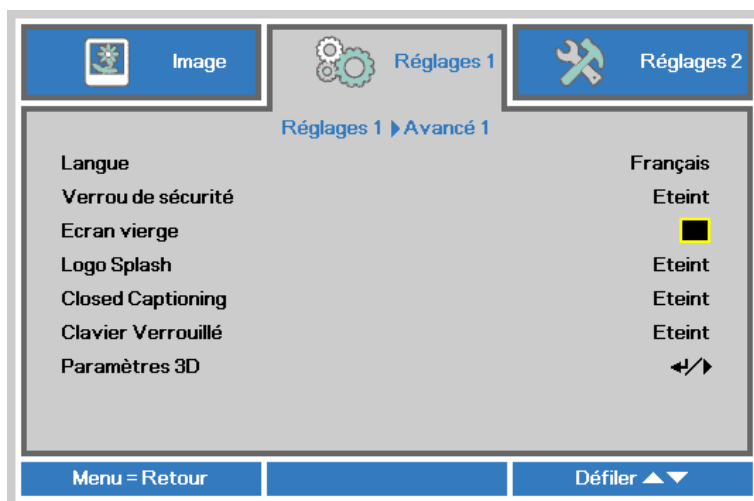 Image
Réglages 1
Réglages 2
Réglages 1 Avancé 1
Langue Français
Verrou de sécurité Eteint
Ecran vierge
Logo Splash Eteint
Closed Captioning Eteint
Clavier Verrouillé Eteint
Paramètres 3D
Menu = Retour
Défiler